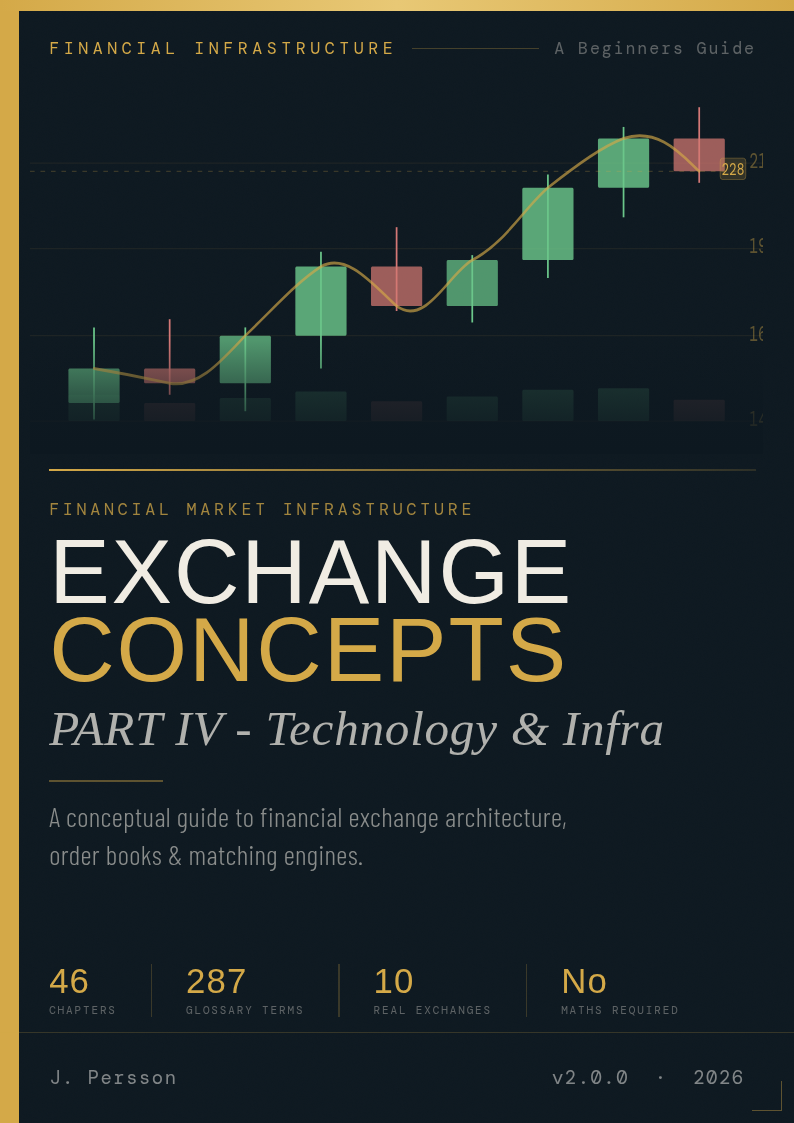 FINANCIAL INFRASTRUCTURE
A Beginners Guide
228
FINANCIAL MARKET INFRASTRUCTURE
EXCHANGE
CONCEPTS
PART IV - Technology & Infra
A conceptual guide to financial exchange architecture,
order books & matching engines.
46 287 10 No
CHAPTERS GLOSSARY TERMS REAL EXCHANGES MATHS REQUIRED
J. Persson v2.0.0 · 2026